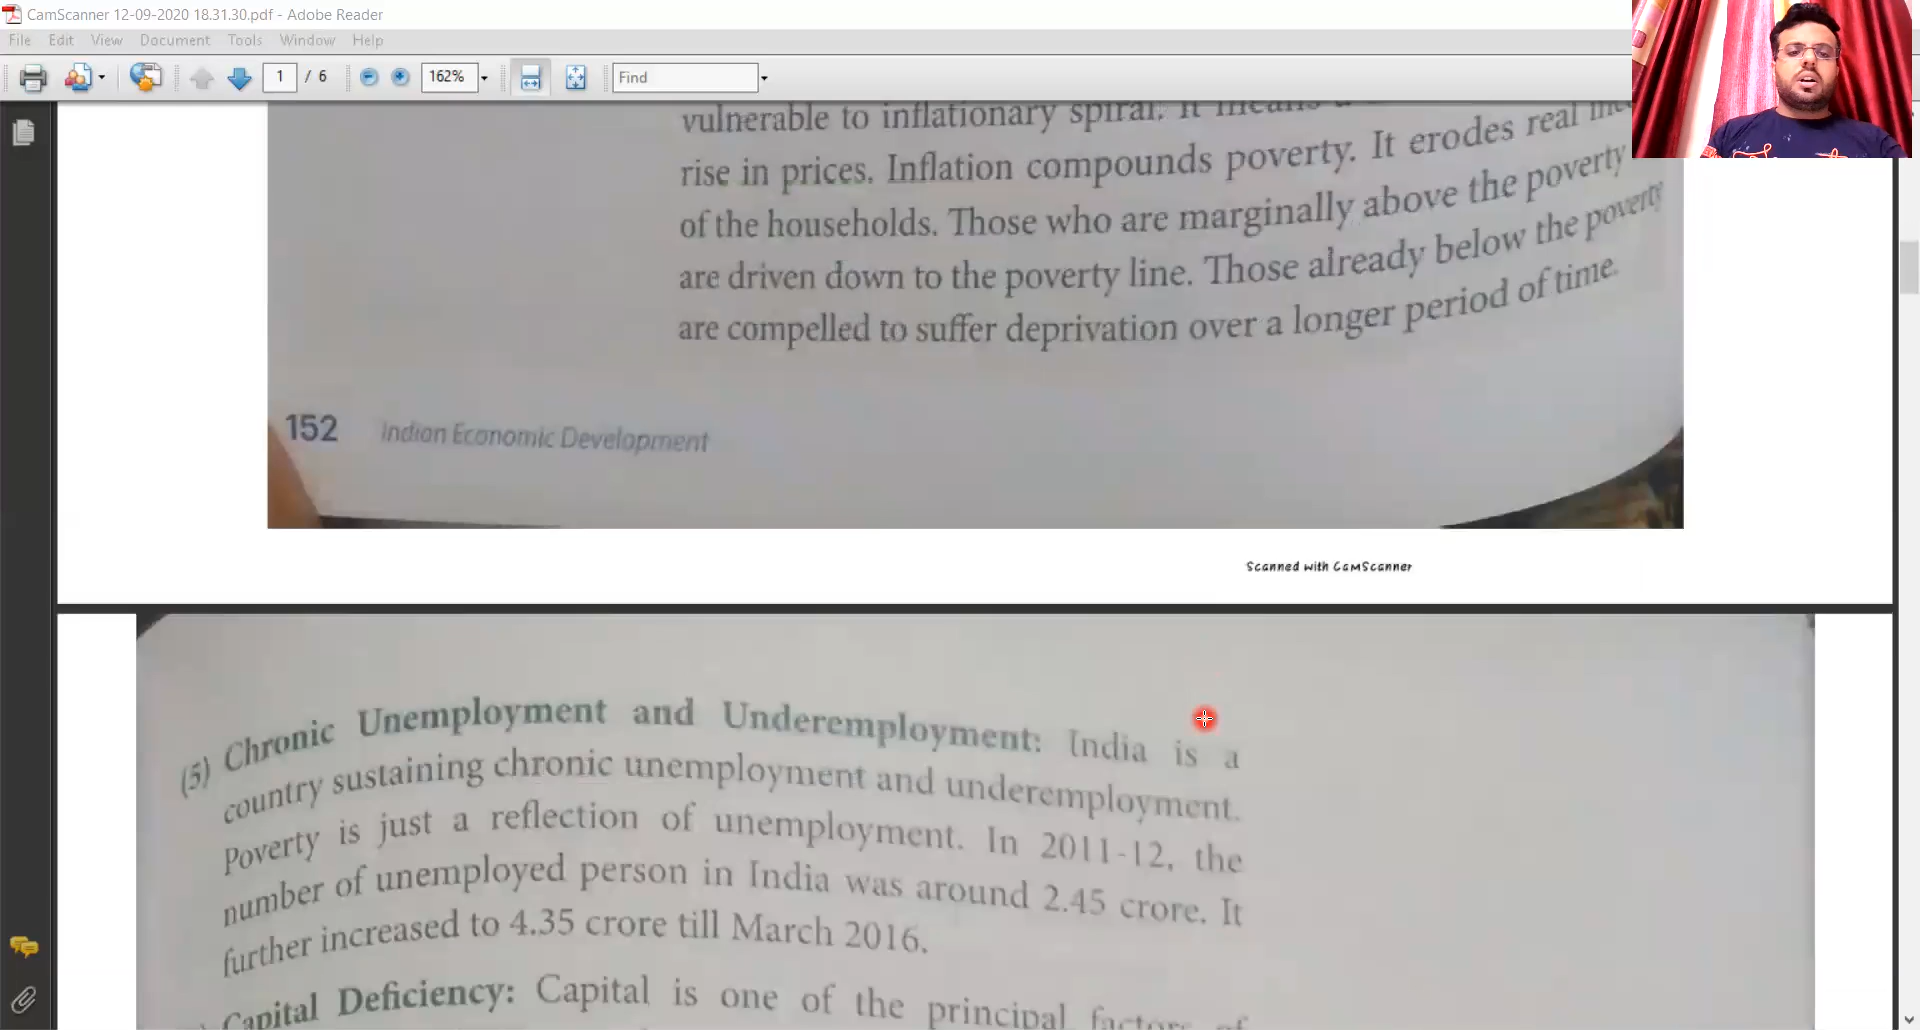 CamScanner 12-09-2020 18.31.30.pdf - Adobe Reader
File Edit View Document Tools Window Help
1 / 6 162% Find
vulnerable to inflationary spiral. It means a
rise in prices. Inflation compounds poverty. It erodes real
of the households. Those who are marginally above the poverty
are driven down to the poverty line. Those already below the poverty
are compelled to suffer deprivation over a longer period of time.
152 Indian Economic Development
Scanned with CamScanner
(5) Chronic Unemployment and Underemployment: India is a
country sustaining chronic unemployment and underemployment.
Poverty is just a reflection of unemployment. In 2011-12, the
number of unemployed person in India was around 2.45 crore. It
further increased to 4.35 crore till March 2016.
Capital Deficiency: Capital is one of the principal factors of